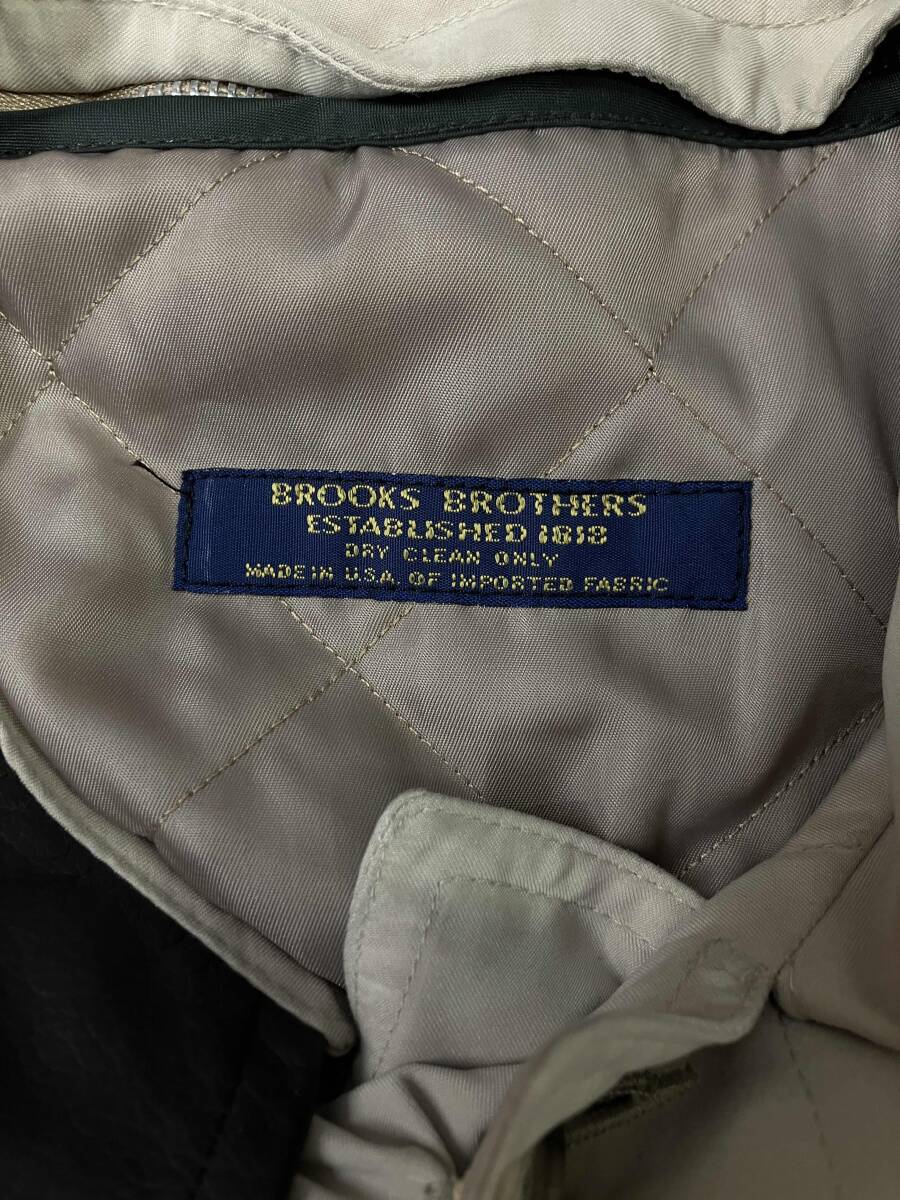 BROOKS BROTHERS
ESTABLISHED 1818
DRY CLEAN ONLY
MADE IN U.S.A. OF IMPORTED FABRIC